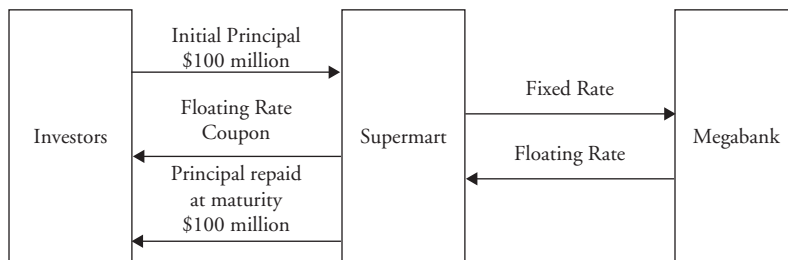 Initial Principal
$100 million
Fixed Rate
Floating Rate
Coupon
Investors
Supermart
Megabank
Floating Rate
Principal repaid
at maturity
$100 million